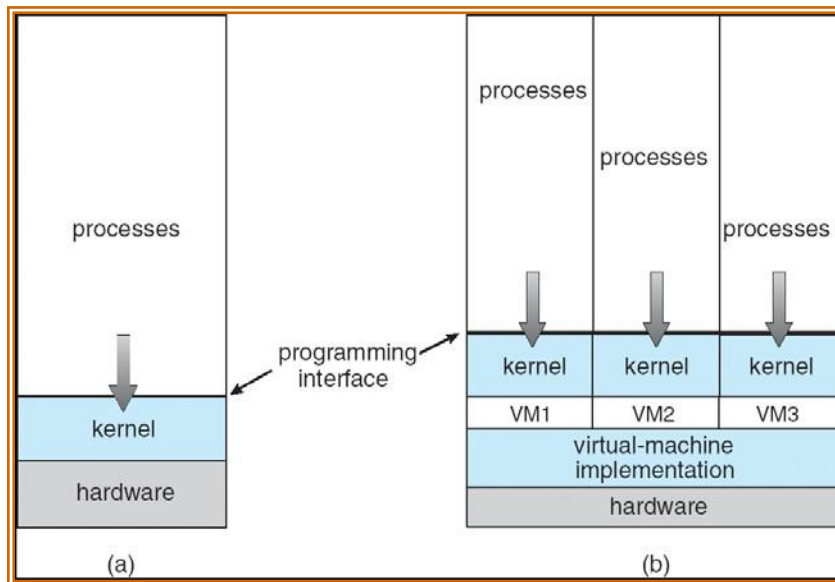 processes
kernel
hardware
(a)
programming
interface
processes
processes
processes
kernel
kernel
kernel
VM1
VM2
VM3
virtual-machine
implementation
hardware
(b)